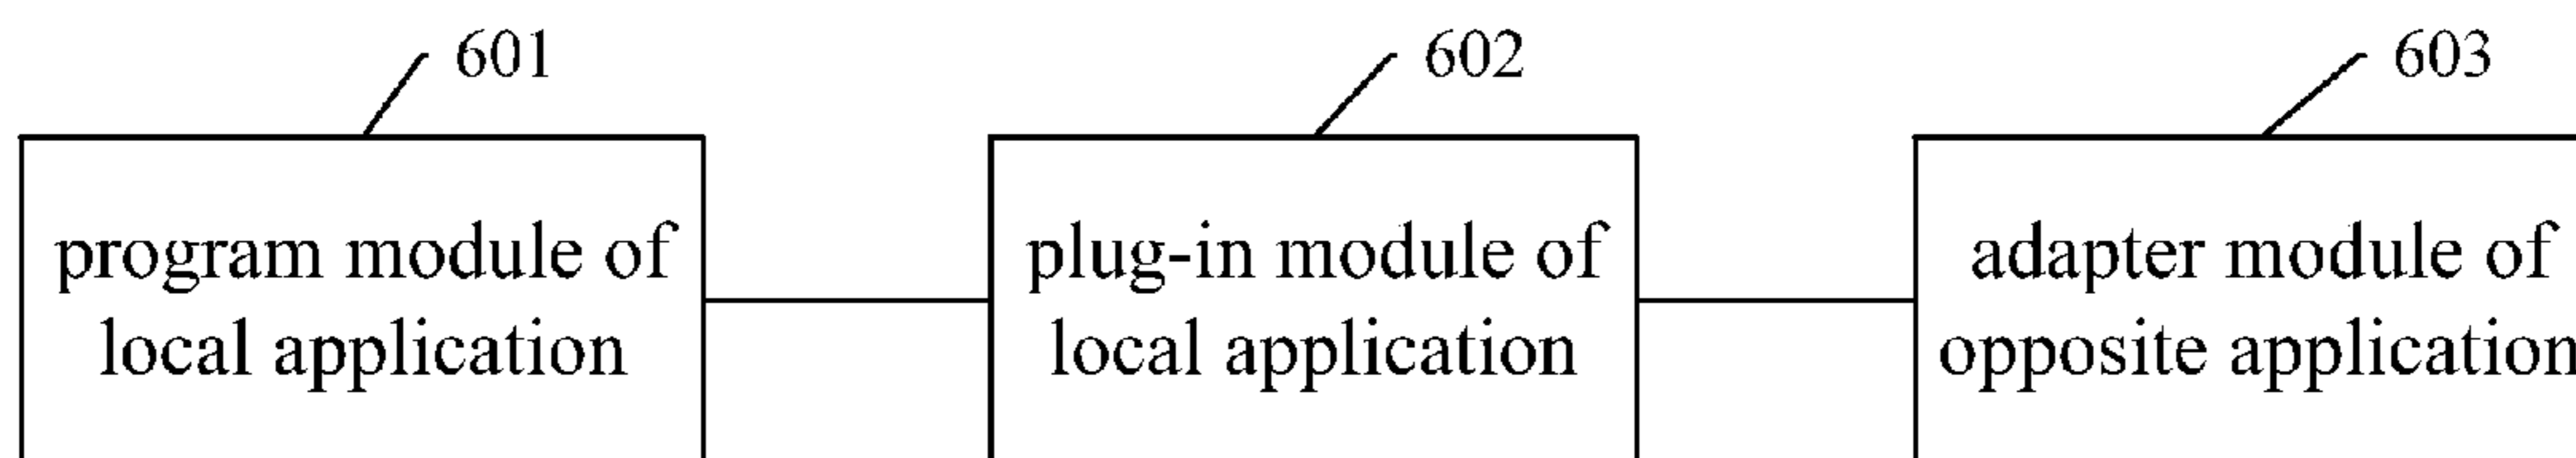 601
602
603
program module of
local application
plug-in module of
local application
adapter module of
opposite application